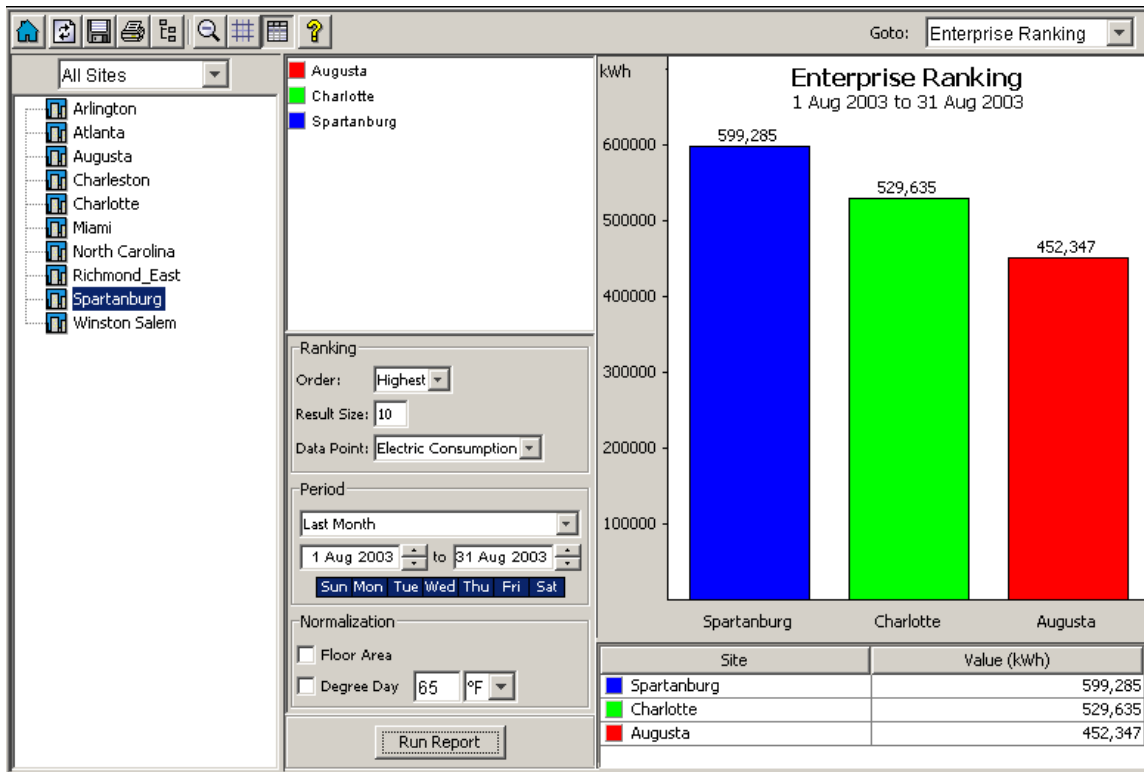 Goto: Enterprise Ranking
All Sites
Arlington
Atlanta
Augusta
Charleston
Charlotte
Miami
North Carolina
Richmond_East
Spartanburg
Winston Salem
Augusta
Charlotte
Spartanburg
Ranking
Order: Highest
Result Size: 10
Data Point: Electric Consumption
Period
Last Month
1 Aug 2003 to 31 Aug 2003
Sun Mon Tue Wed Thu Fri Sat
Normalization
Floor Area
Degree Day 65 °F
Run Report
kWh
Enterprise Ranking
1 Aug 2003 to 31 Aug 2003
600000
500000
400000
300000
200000
100000
599,285
529,635
452,347
Spartanburg Charlotte Augusta
Site Value (kWh)
Spartanburg 599,285
Charlotte 529,635
Augusta 452,347